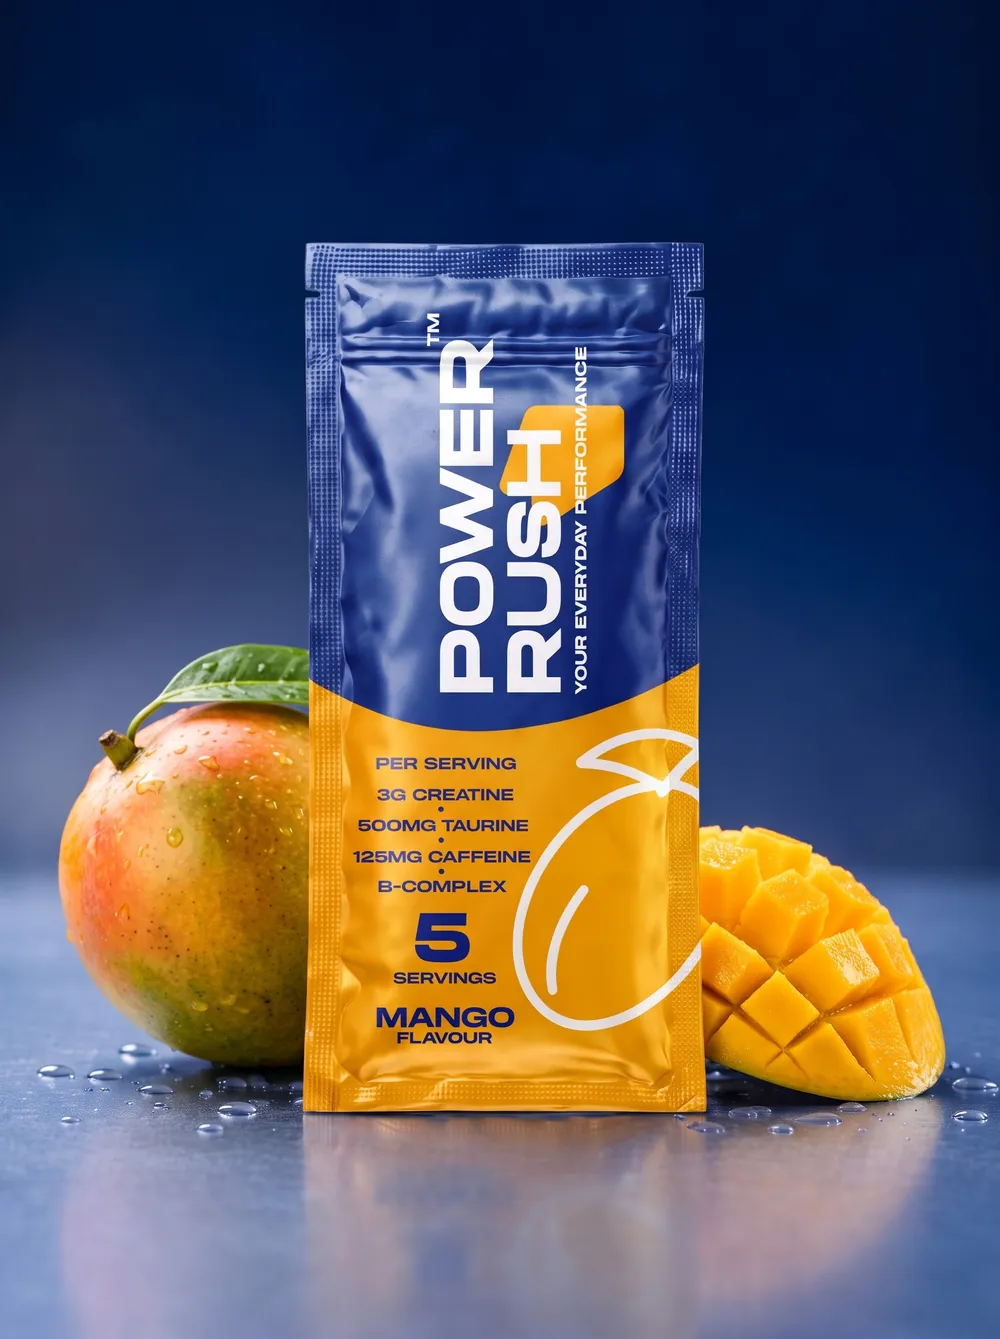 POWER™
RUSH
YOUR EVERYDAY PERFORMANCE
PER SERVING
3G CREATINE
•
500MG TAURINE
•
125MG CAFFEINE
•
B-COMPLEX
5
SERVINGS
MANGO
FLAVOUR